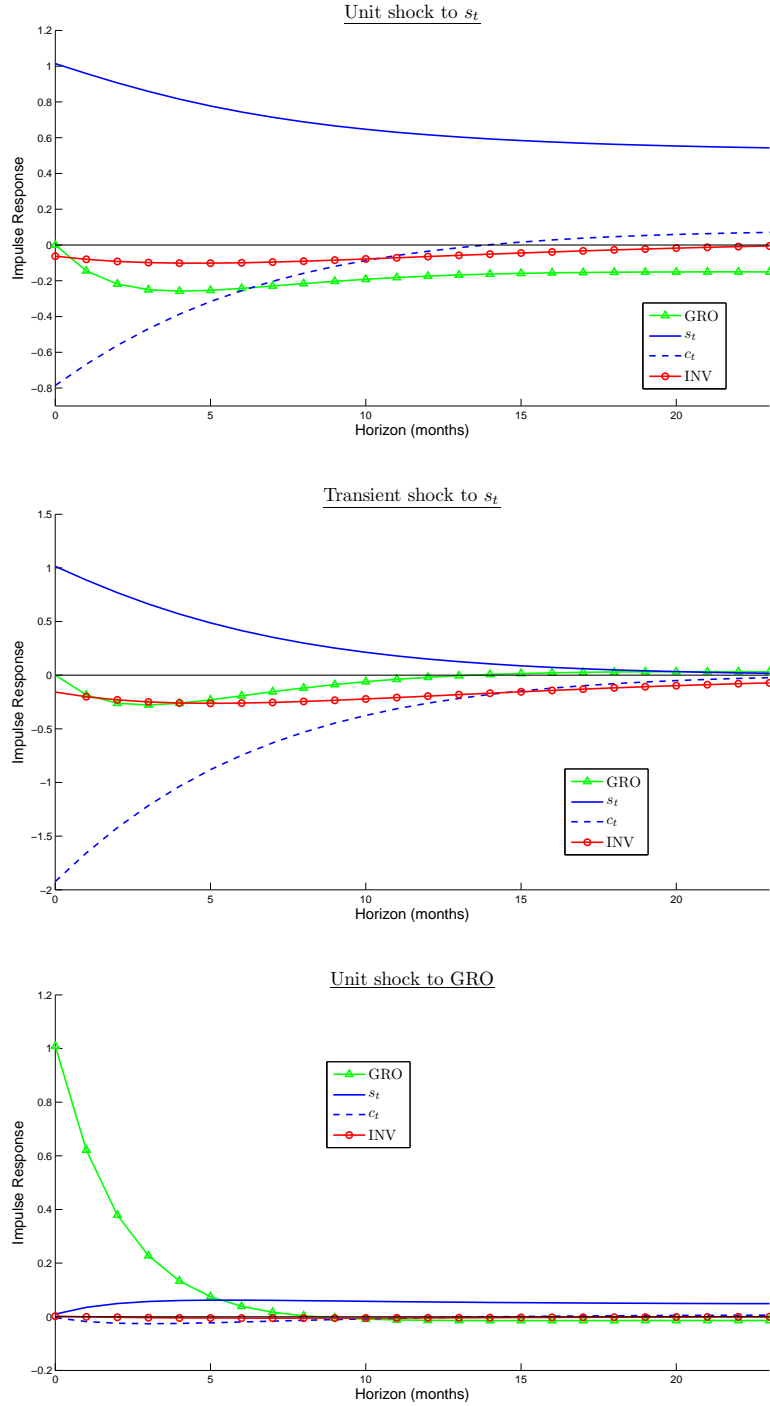 Unit shock to s_t
1.2
1
0.8
0.6
0.4
0.2
0
−0.2
−0.4
−0.6
−0.8
Impulse Response
GRO
s_t
c_t
INV
0 5 10 15 20
Horizon (months)
Transient shock to s_t
1.5
1
0.5
0
−0.5
−1
−1.5
−2
Impulse Response
GRO
s_t
c_t
INV
0 5 10 15 20
Horizon (months)
Unit shock to GRO
1.2
1
0.8
0.6
0.4
0.2
0
−0.2
Impulse Response
GRO
s_t
c_t
INV
0 5 10 15 20
Horizon (months)